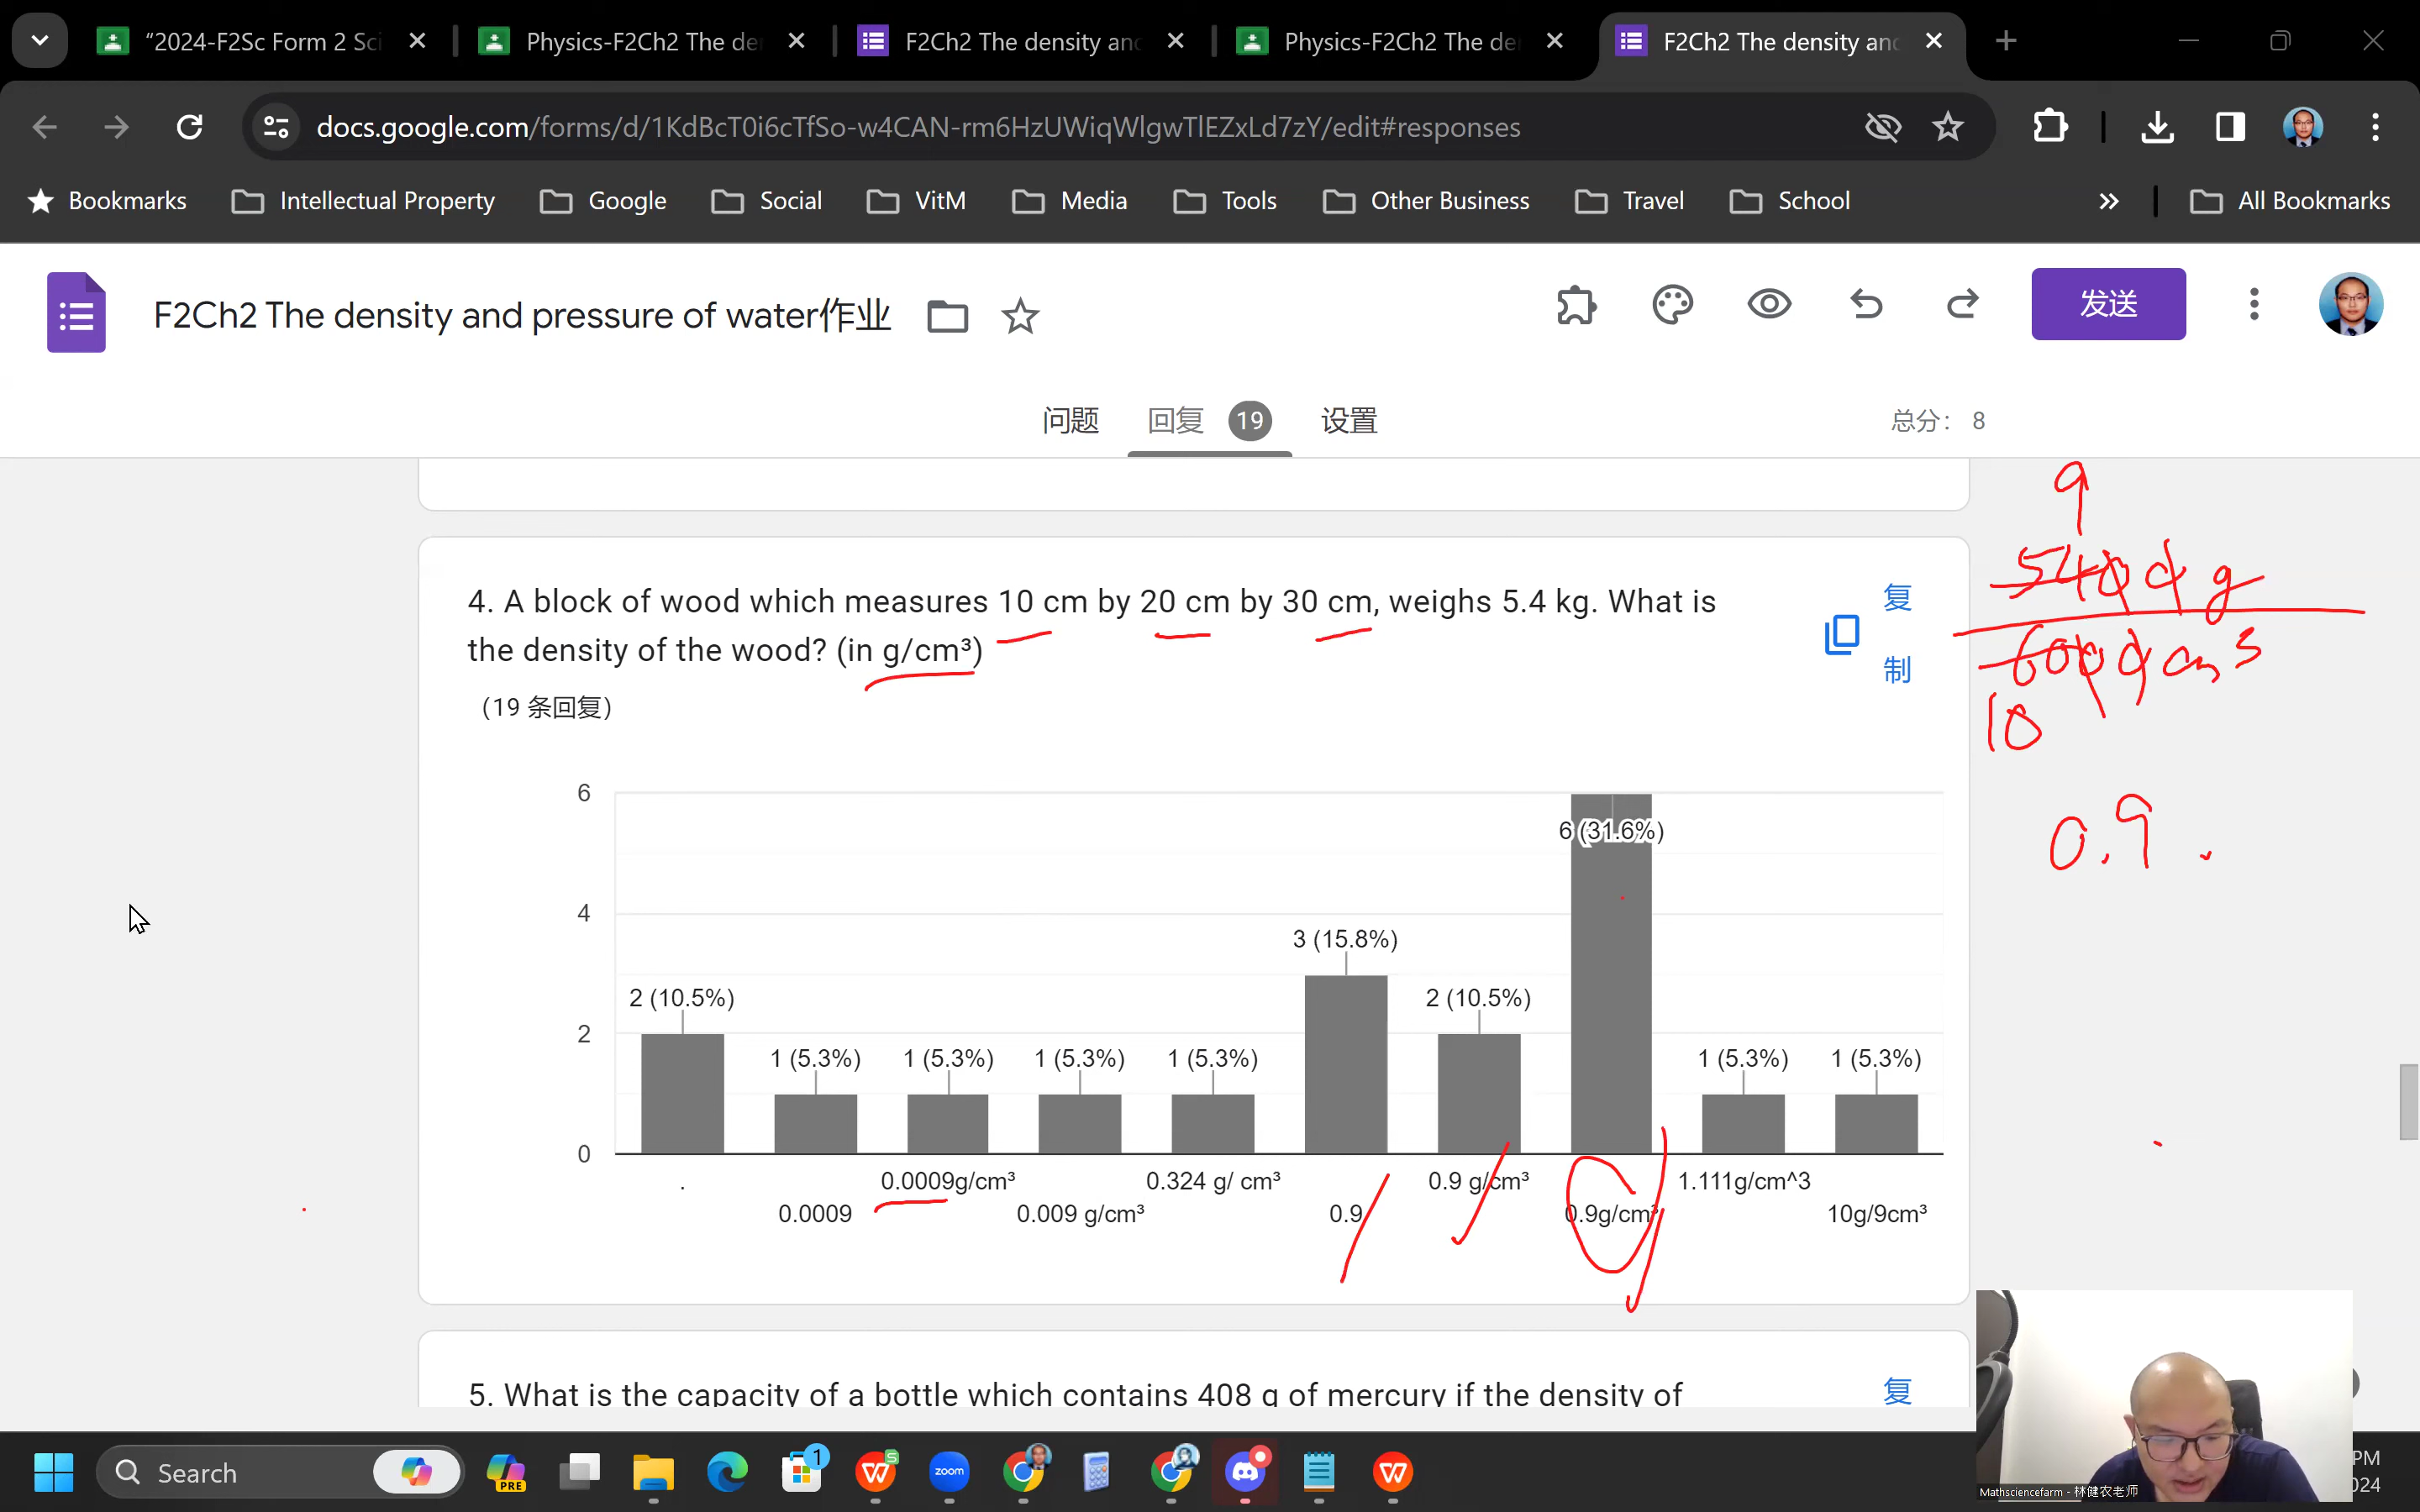 "2024-F2Sc Form 2 Sci
Physics-F2Ch2 The de
F2Ch2 The density and
Physics-F2Ch2 The de
F2Ch2 The density and
docs.google.com/forms/d/1KdBcT0i6cTfSo-w4CAN-rm6HzUWiqWlgwTlEZxLd7zY/edit#responses
Bookmarks
Intellectual Property
Google
Social
VitM
Media
Tools
Other Business
Travel
School
All Bookmarks
F2Ch2 The density and pressure of water作业
发送
问题
回复 19
设置
总分： 8
9
5400 g
6000 cm³
10
0.9
4. A block of wood which measures 10 cm by 20 cm by 30 cm, weighs 5.4 kg. What is
the density of the wood? (in g/cm³)
复
制
（19 条回复）
6
4
2
0
2 (10.5%)
1 (5.3%)
1 (5.3%)
1 (5.3%)
1 (5.3%)
3 (15.8%)
2 (10.5%)
6 (31.6%)
1 (5.3%)
1 (5.3%)
.
0.0009
0.0009g/cm³
0.009 g/cm³
0.324 g/ cm³
0.9
0.9 g/cm³
0.9g/cm³
1.111g/cm^3
10g/9cm³
5. What is the capacity of a bottle which contains 408 g of mercury if the density of
复
Search
PRE
1
zoom
PM
024
Mathsciencefarm - 林健农老师